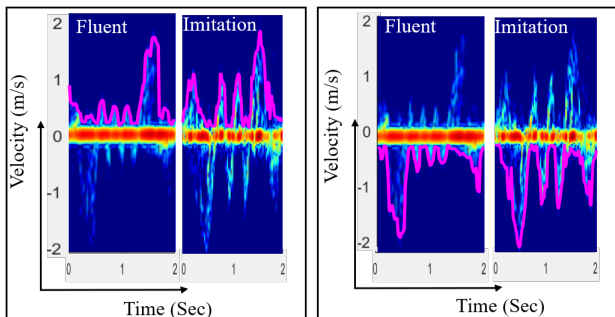 Fluent Imitation
Velocity (m/s)
2
1
0
-1
-2
0 1 2 0 1 2
Time (Sec)
Fluent Imitation
Velocity (m/s)
2
1
0
-1
-2
0 1 2 0 1 2
Time (Sec)